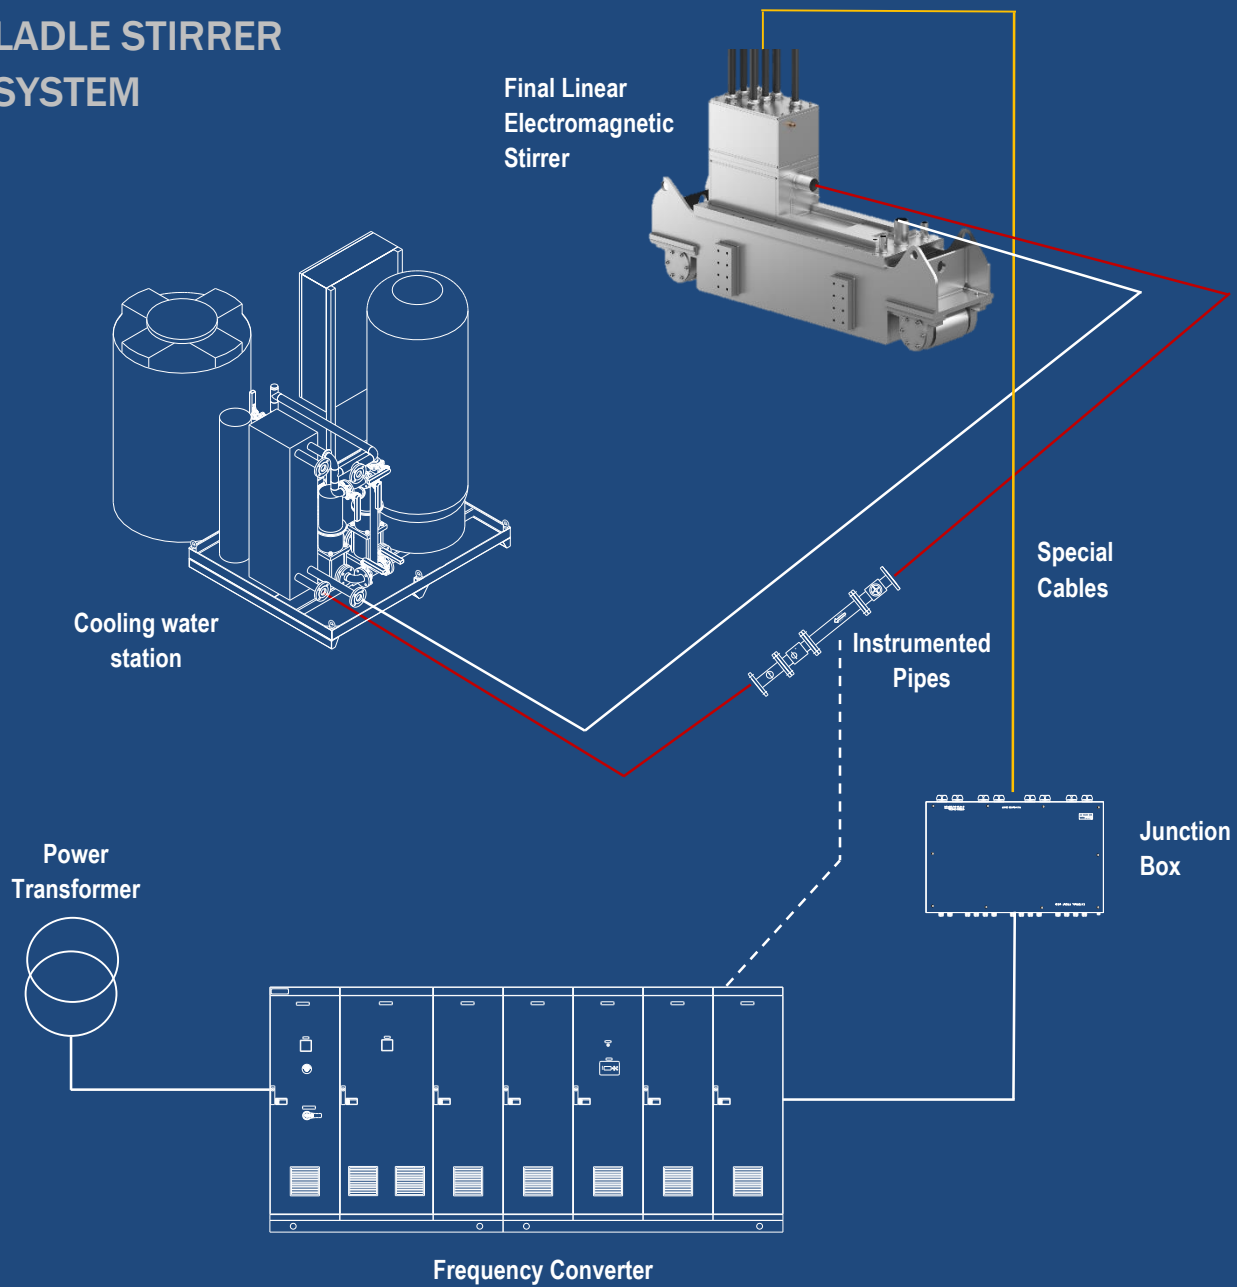 LADLE STIRRER
SYSTEM
Final Linear
Electromagnetic
Stirrer
Cooling water
station
Special
Cables
Instrumented
Pipes
Junction
Box
Power
Transformer
Frequency Converter